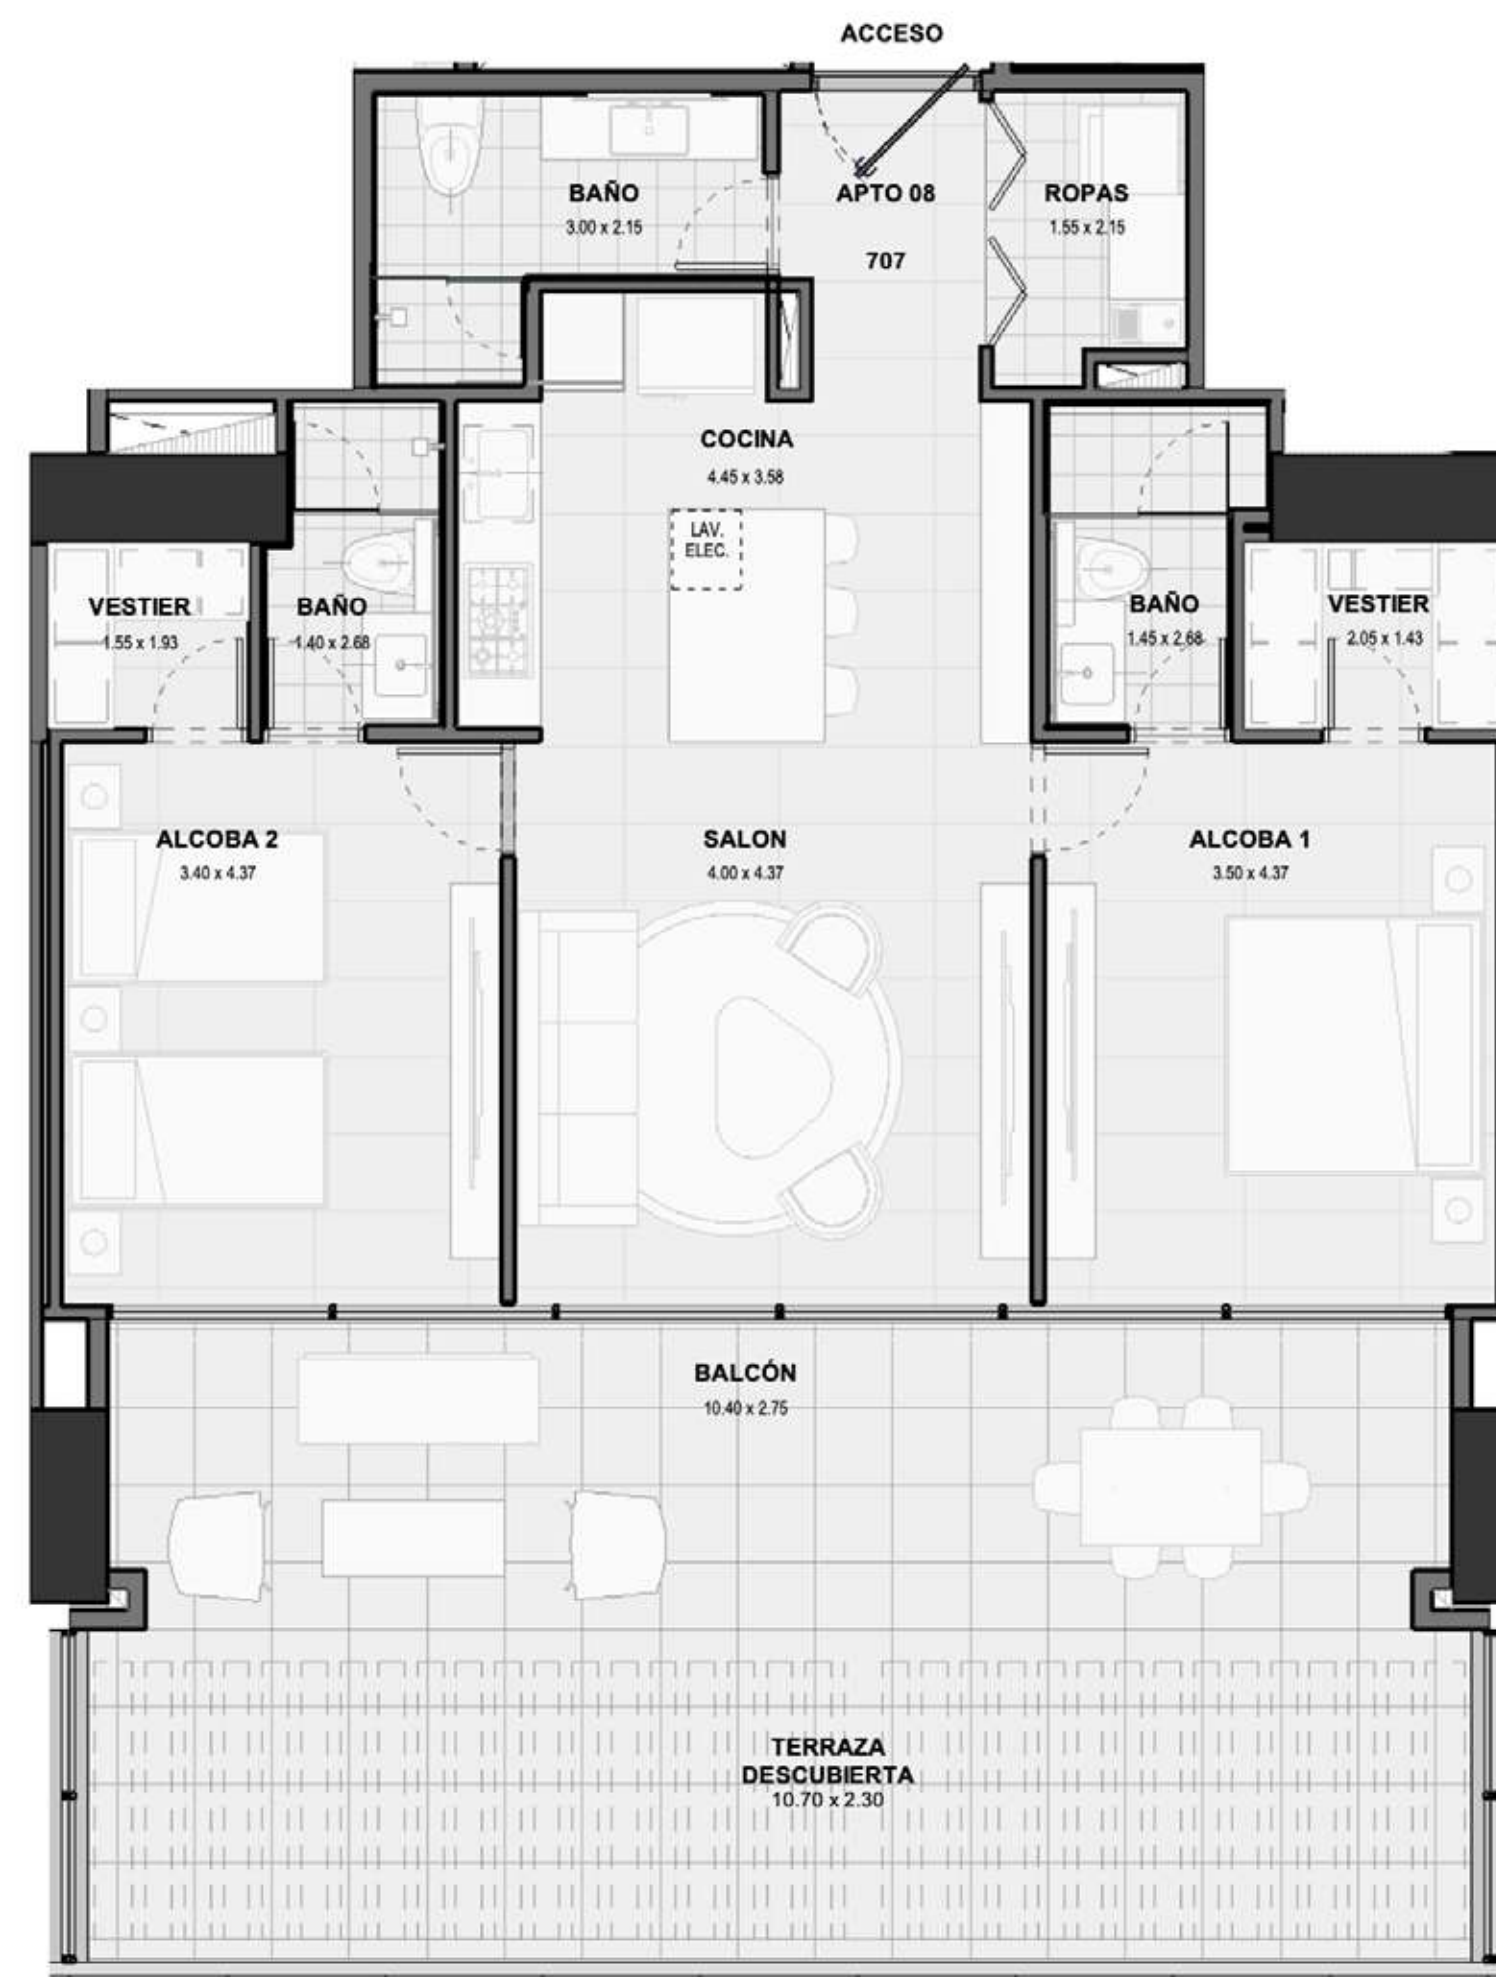 ACCESO
BAÑO
3.00 x 2.15
APTO 08
707
ROPAS
1.55 x 2.15
COCINA
4.45 x 3.58
LAV.
ELEC.
VESTIER
1.55 x 1.93
BAÑO
1.40 x 2.68
BAÑO
1.45 x 2.68
VESTIER
2.05 x 1.43
ALCOBA 2
3.40 x 4.37
SALON
4.00 x 4.37
ALCOBA 1
3.50 x 4.37
BALCÓN
10.40 x 2.75
TERRAZA
DESCUBIERTA
10.70 x 2.30